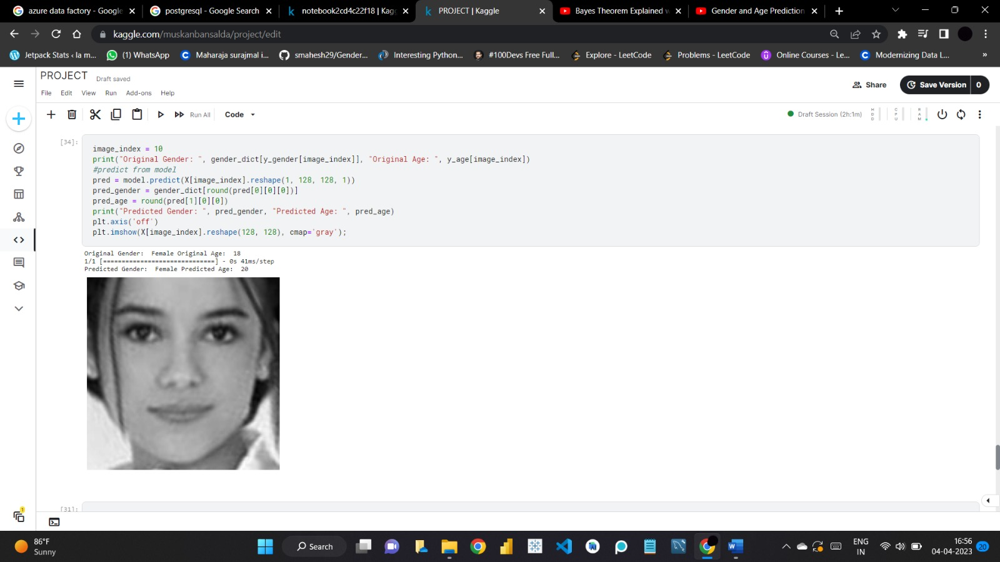 azure data factory - Google
postgresql - Google Search
notebook2cd4c22f18 | Kag
PROJECT | Kaggle
Bayes Theorem Explained w
Gender and Age Prediction
kaggle.com/muskanbansalda/project/edit
Jetpack Stats ‹ la m...
(1) WhatsApp
Maharaja surajmal i...
smahesh29/Gender...
Interesting Python...
#100Devs Free Full...
Explore - LeetCode
Problems - LeetCode
Online Courses - Le...
Modernizing Data L...
»
PROJECT
Draft saved
File Edit View Run Add-ons Help
Share
Save Version 0
Run All
Code
Draft Session (2h:1m)
HDD
CPU
RAM
[34]:
image_index = 10
print("Original Gender: ", gender_dict[y_gender[image_index]], "Original Age: ", y_age[image_index])
#predict from model
pred = model.predict(X[image_index].reshape(1, 128, 128, 1))
pred_gender = gender_dict[round(pred[0][0][0])]
pred_age = round(pred[1][0][0])
print("Predicted Gender: ", pred_gender, "Predicted Age: ", pred_age)
plt.axis('off')
plt.imshow(X[image_index].reshape(128, 128), cmap='gray');
Original Gender:  Female Original Age:  18
1/1 [==============================] - 0s 41ms/step
Predicted Gender:  Female Predicted Age:  20
[31]:
1
86°F
Sunny
Search
ENG
IN
16:56
04-04-2023
20